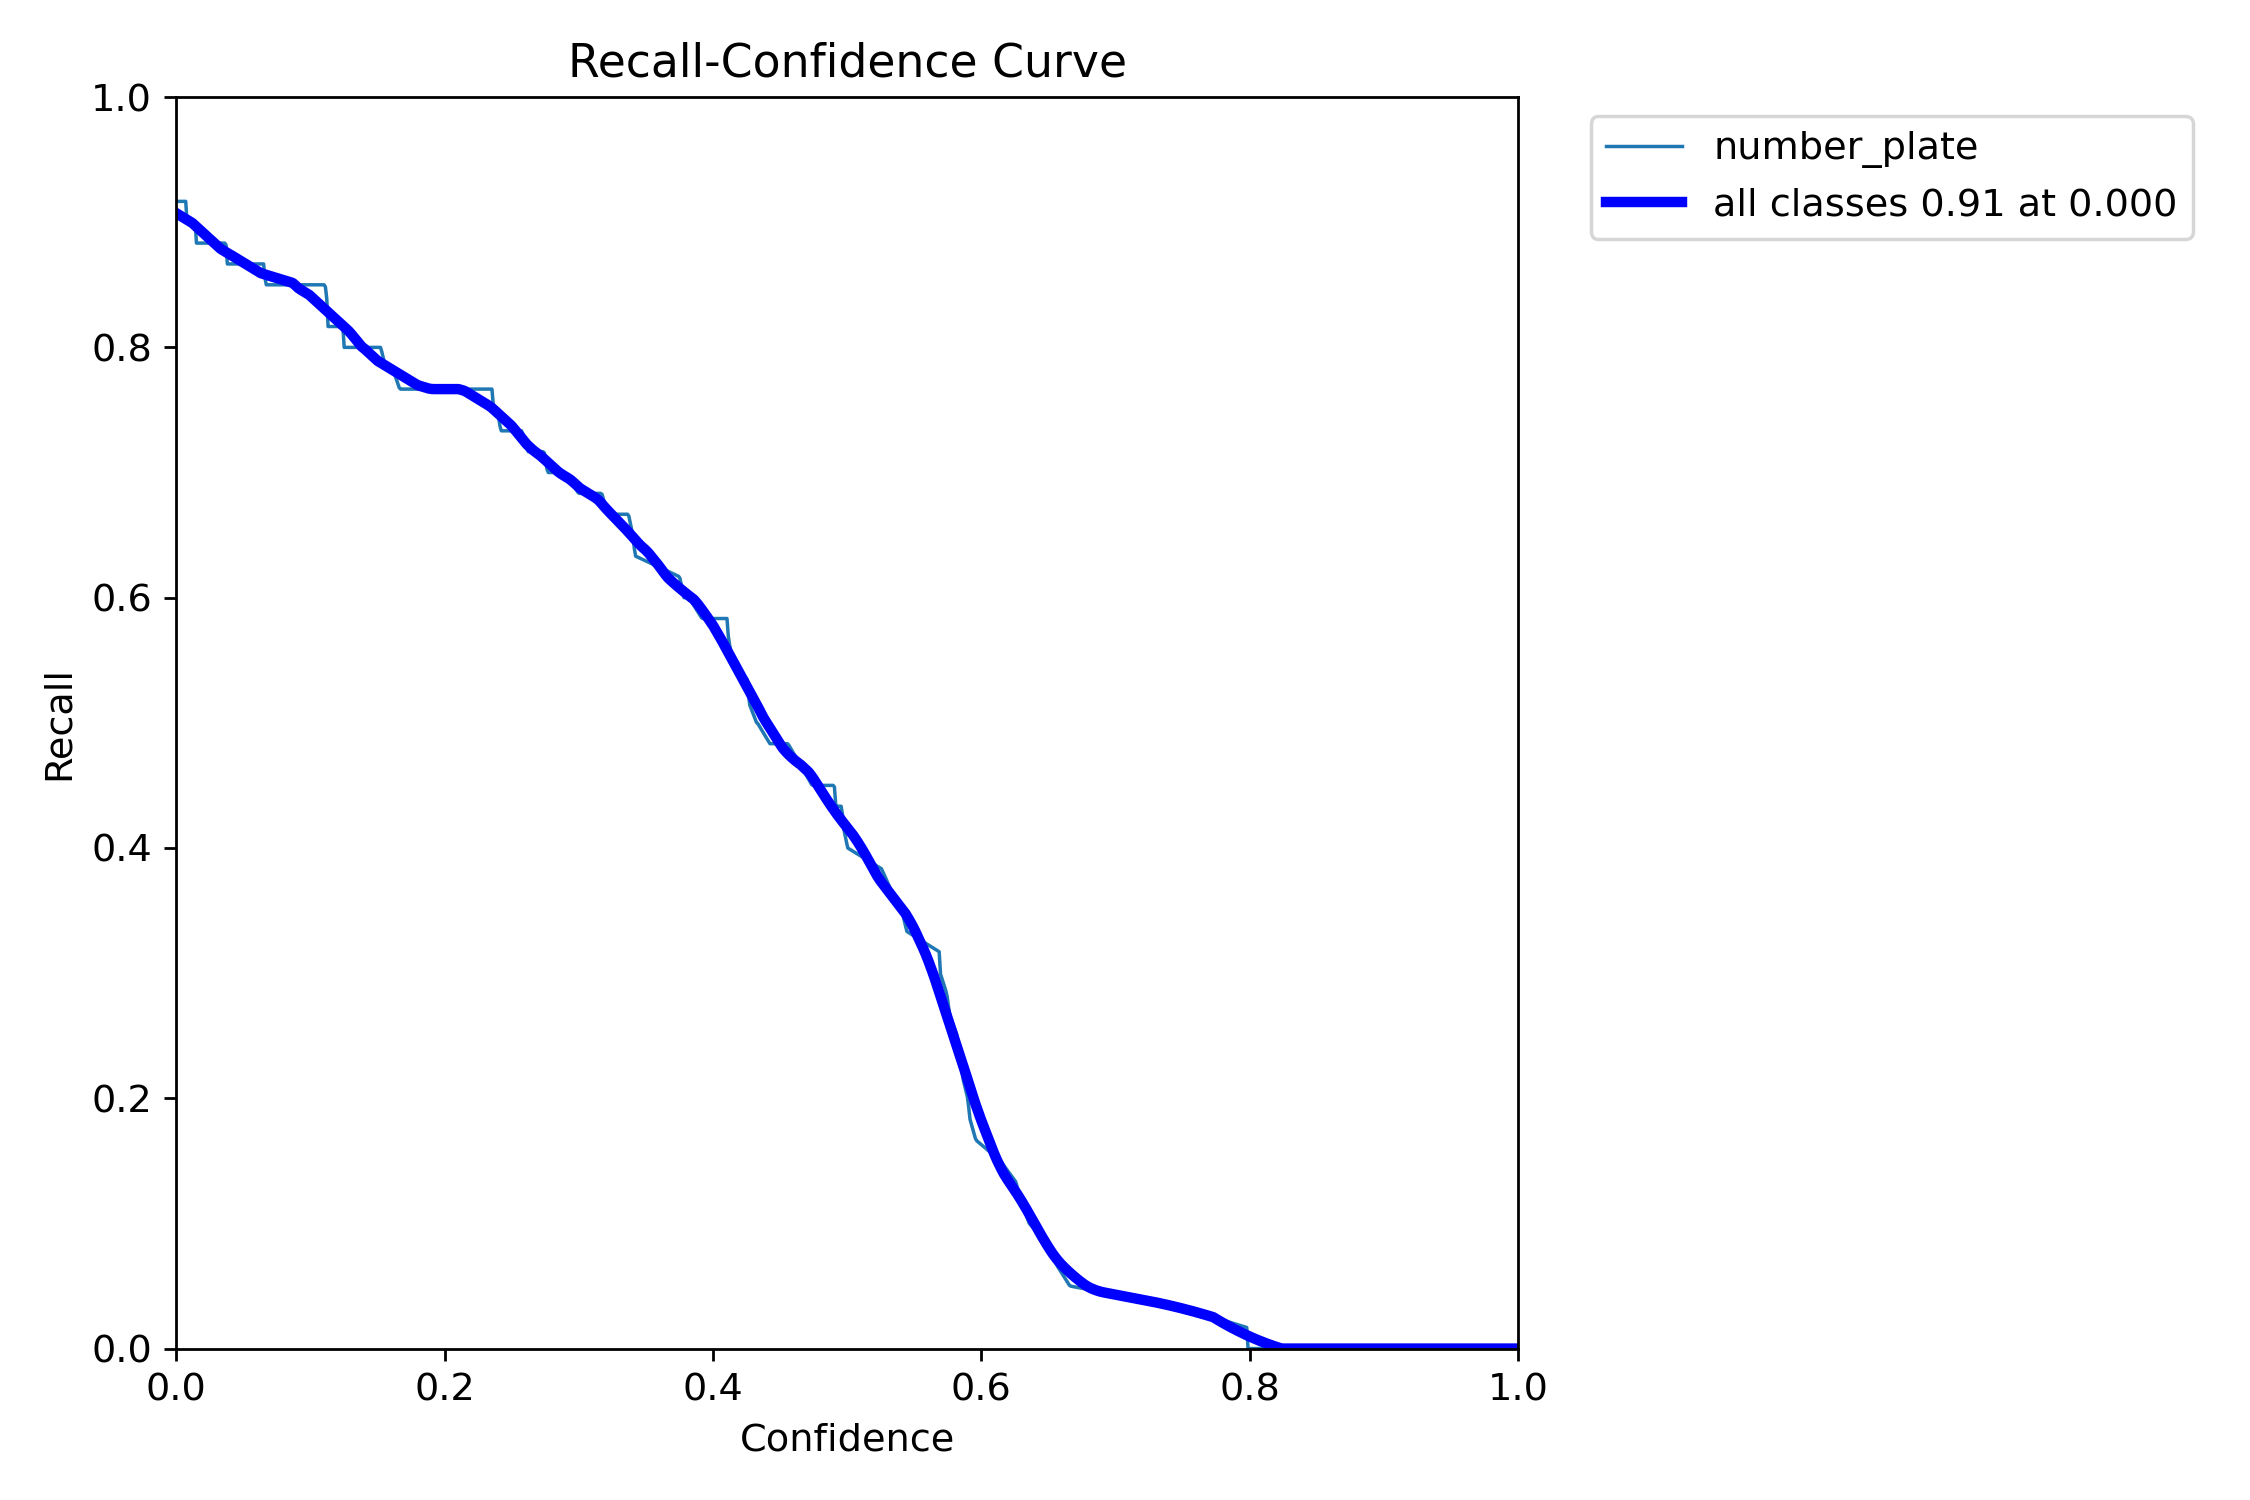 Recall-Confidence Curve
number_plate
all classes 0.91 at 0.000
1.0
0.8
0.6
0.4
0.2
0.0
Recall
0.0 0.2 0.4 0.6 0.8 1.0
Confidence